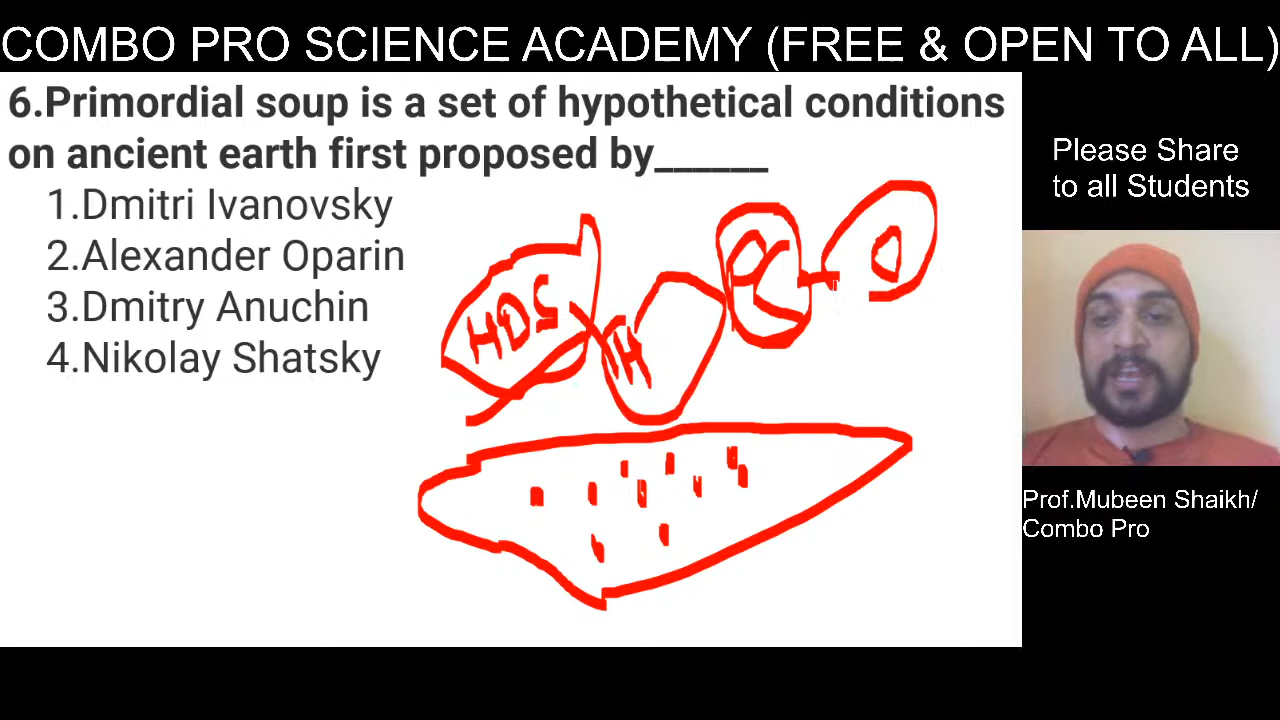 COMBO PRO SCIENCE ACADEMY (FREE & OPEN TO ALL)
6.Primordial soup is a set of hypothetical conditions
on ancient earth first proposed by______
1.Dmitri Ivanovsky
2.Alexander Oparin
3.Dmitry Anuchin
4.Nikolay Shatsky
Please Share
to all Students
Prof.Mubeen Shaikh/
Combo Pro
H
O